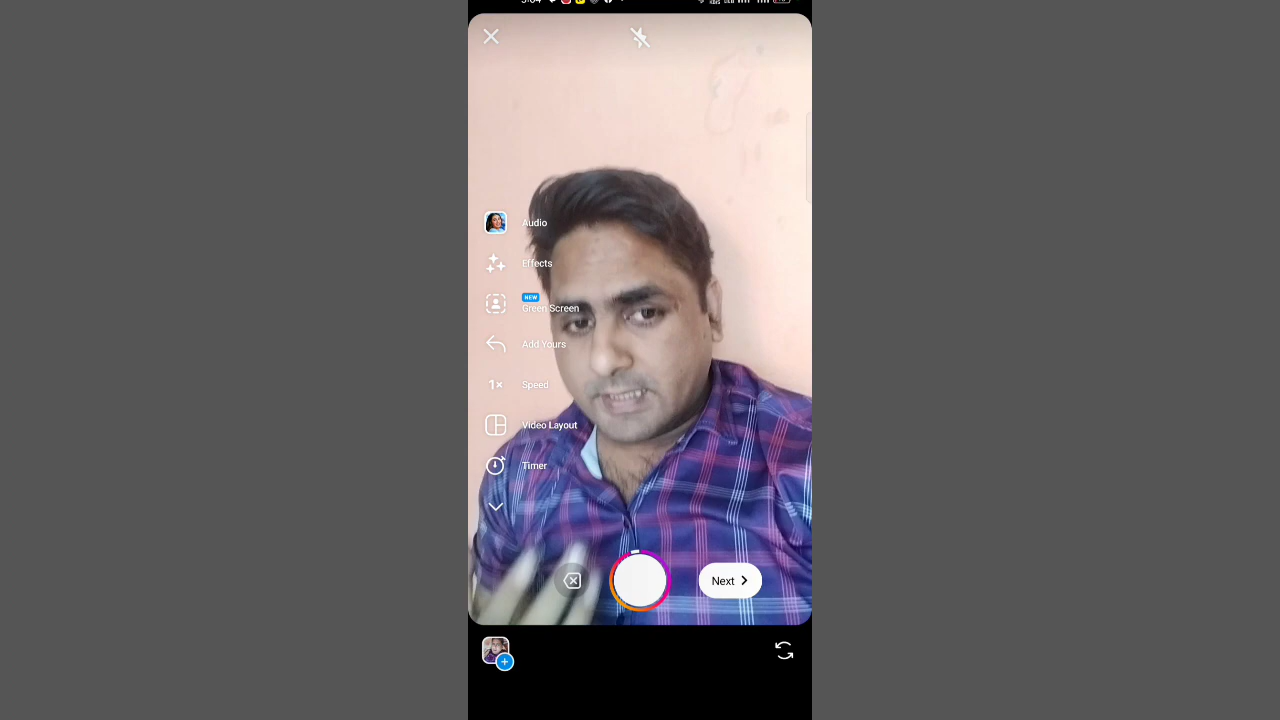 Audio
Effects
NEW
Green Screen
Add Yours
1×
Speed
Video Layout
Timer
Next